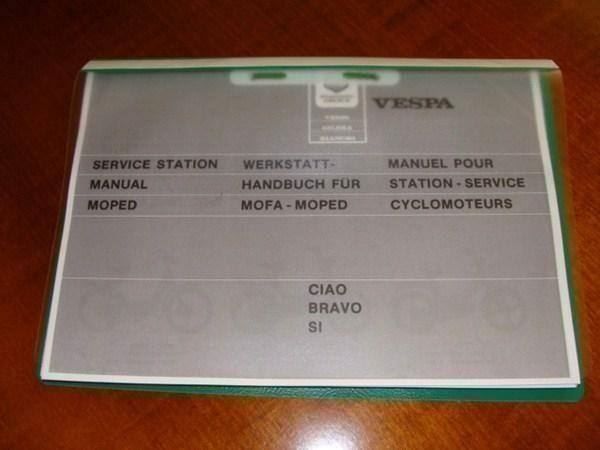 VESPA
SERVICE STATION
MANUAL
MOPED
WERKSTATT-
HANDBUCH FÜR
MOFA - MOPED
MANUEL POUR
STATION - SERVICE
CYCLOMOTEURS
CIAO
BRAVO
SI